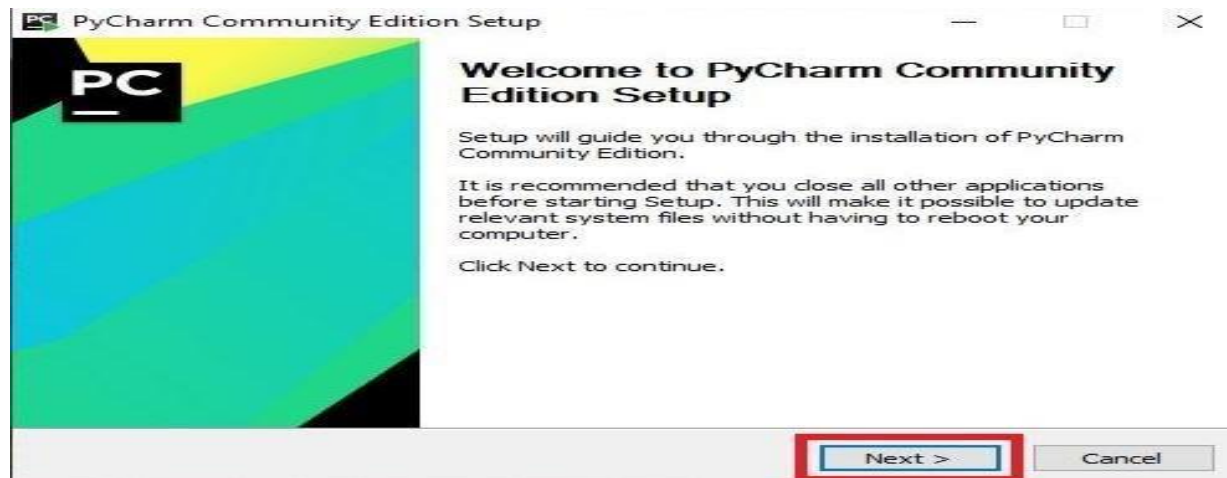 PyCharm Community Edition Setup
PC
Welcome to PyCharm Community
Edition Setup
Setup will guide you through the installation of PyCharm
Community Edition.
It is recommended that you close all other applications
before starting Setup. This will make it possible to update
relevant system files without having to reboot your
computer.
Click Next to continue.
Next >
Cancel